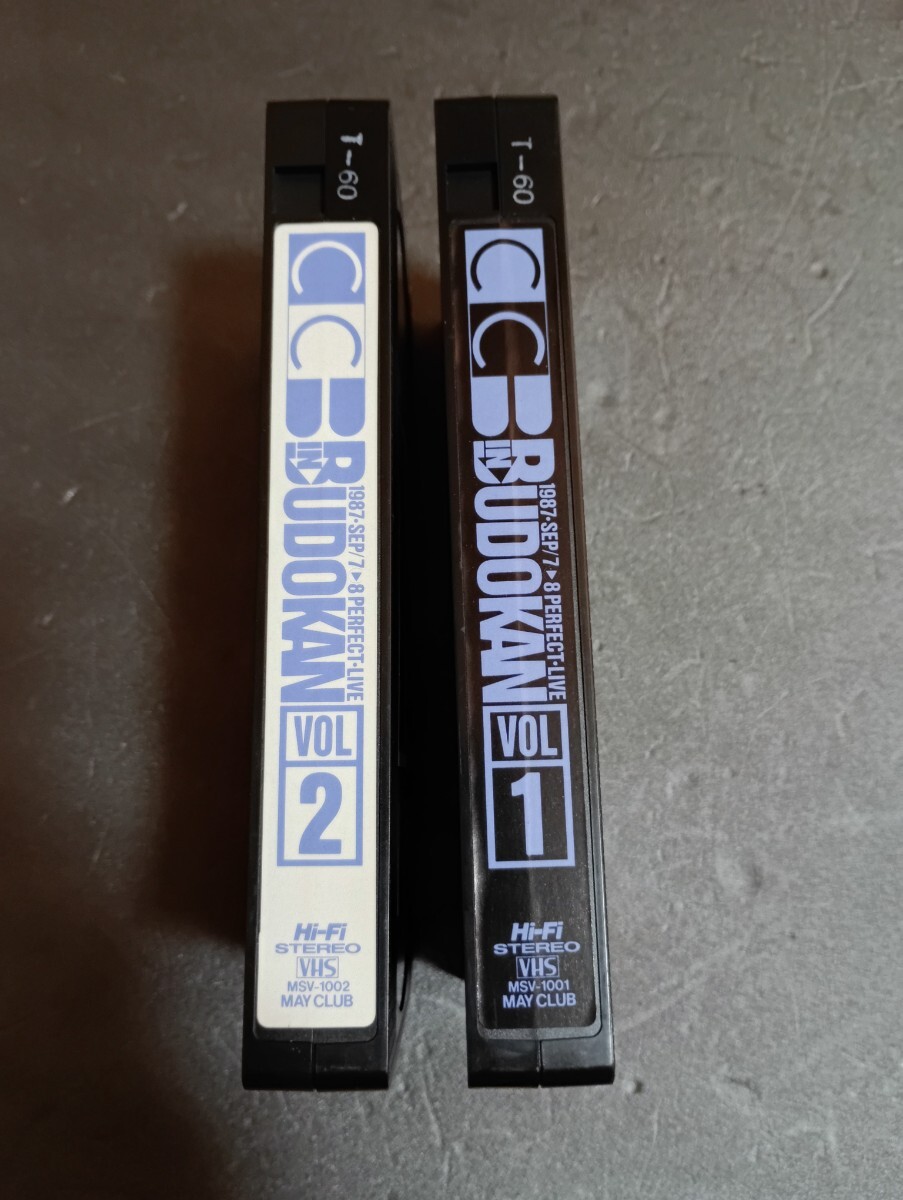 T-60
CCB
IN
BUDOKAN
1987·SEP/7▶8 PERFECT·LIVE
VOL
2
Hi-Fi
STEREO
VHS
MSV-1002
MAY CLUB
T-60
CCB
IN
BUDOKAN
1987·SEP/7▶8 PERFECT·LIVE
VOL
1
Hi-Fi
STEREO
VHS
MSV-1001
MAY CLUB